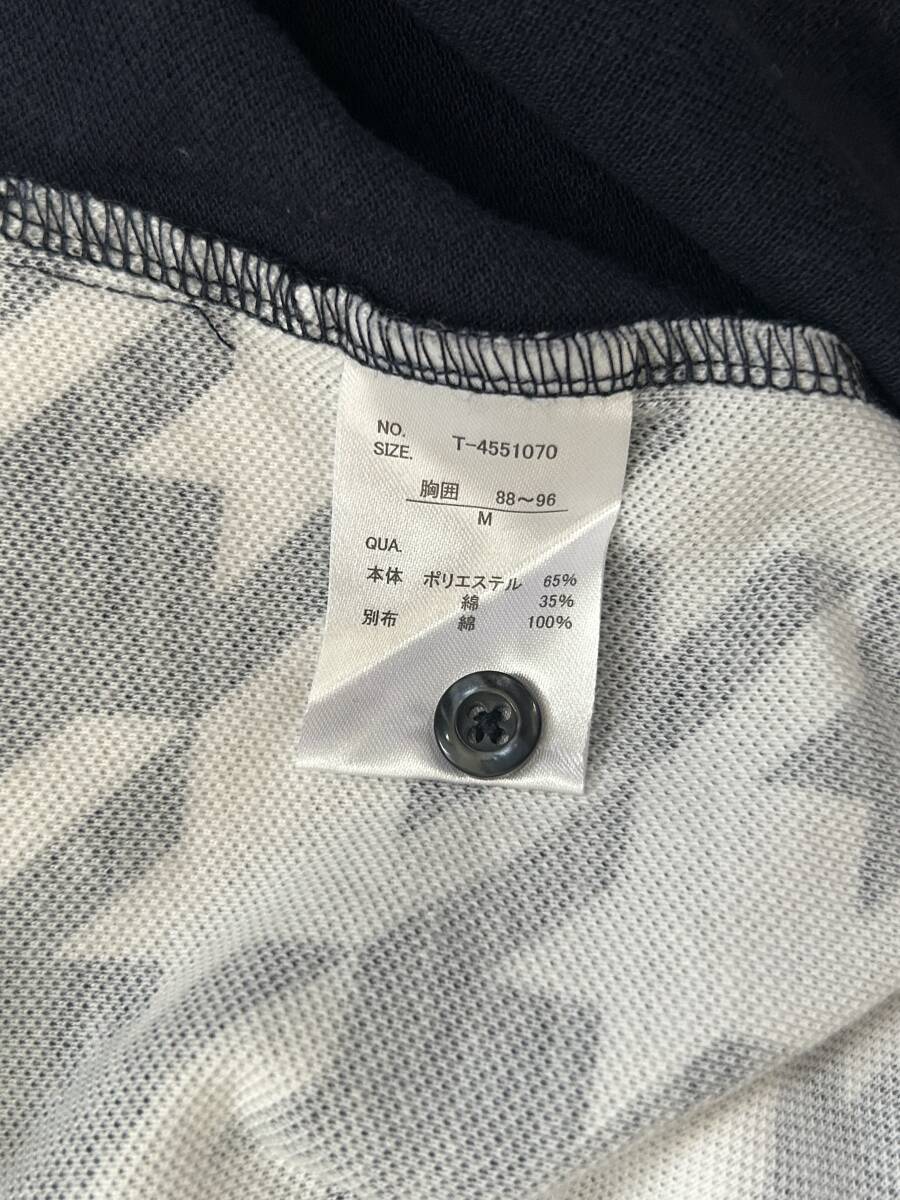 NO. T-4551070
SIZE.
胸囲 88〜96
M
QUA.
本体 ポリエステル 65%
綿 35%
別布 綿 100%